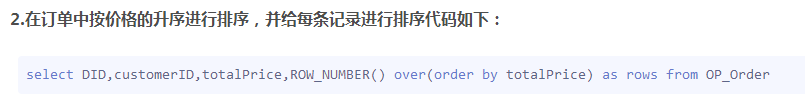 2.在订单中按价格的升序进行排序，并给每条记录进行排序代码如下：
select DID,customerID,totalPrice,ROW_NUMBER() over(order by totalPrice) as rows from OP_Order